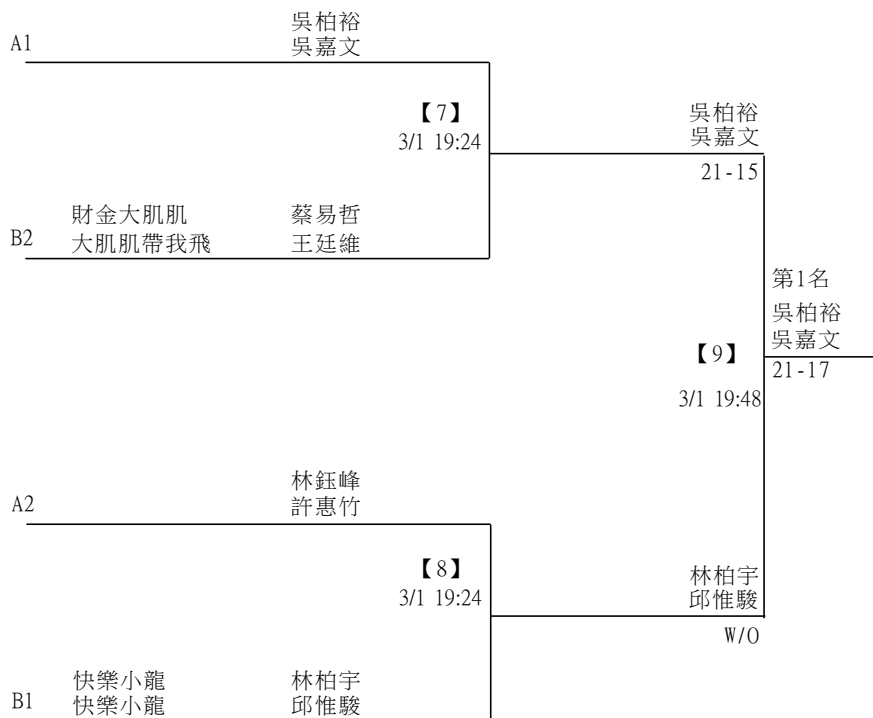 吳柏裕
A1 吳嘉文
【7】
3/1 19:24
吳柏裕
吳嘉文
21-15
財金大肌肌 蔡易哲
B2 大肌肌帶我飛 王廷維
第1名
吳柏裕
吳嘉文
【9】
21-17
3/1 19:48
林鈺峰
A2 許惠竹
【8】
3/1 19:24
林柏宇
邱惟駿
W/O
快樂小龍 林柏宇
B1 快樂小龍 邱惟駿